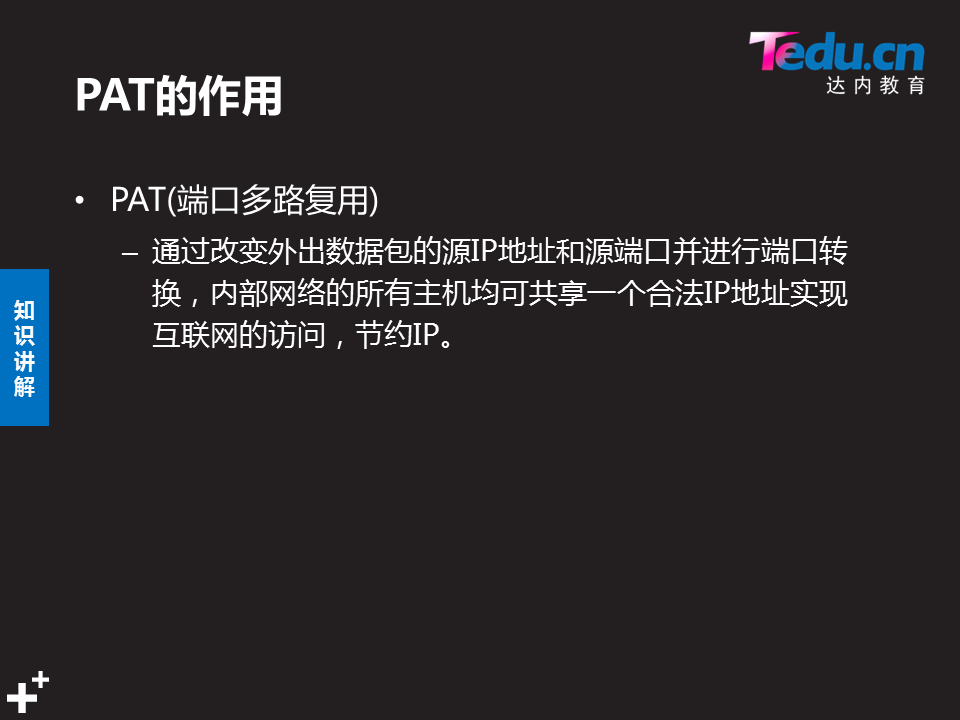 Tedu.cn
达内教育
PAT的作用
• PAT(端口多路复用)
– 通过改变外出数据包的源IP地址和源端口并进行端口转
换，内部网络的所有主机均可共享一个合法IP地址实现
互联网的访问，节约IP。
知
识
讲
解